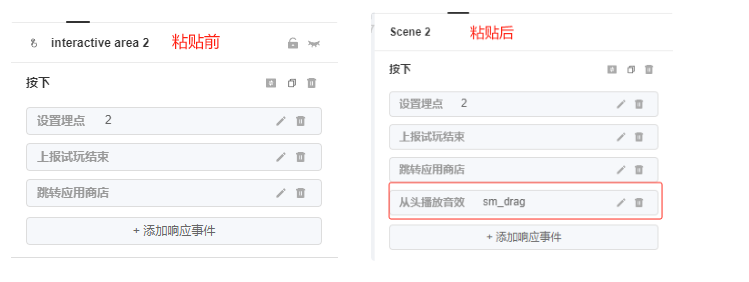 interactive area 2 粘贴前
按下
设置埋点 2
上报试玩结束
跳转应用商店
+ 添加响应事件
Scene 2 粘贴后
按下
设置埋点 2
上报试玩结束
跳转应用商店
从头播放音效 sm_drag
+ 添加响应事件